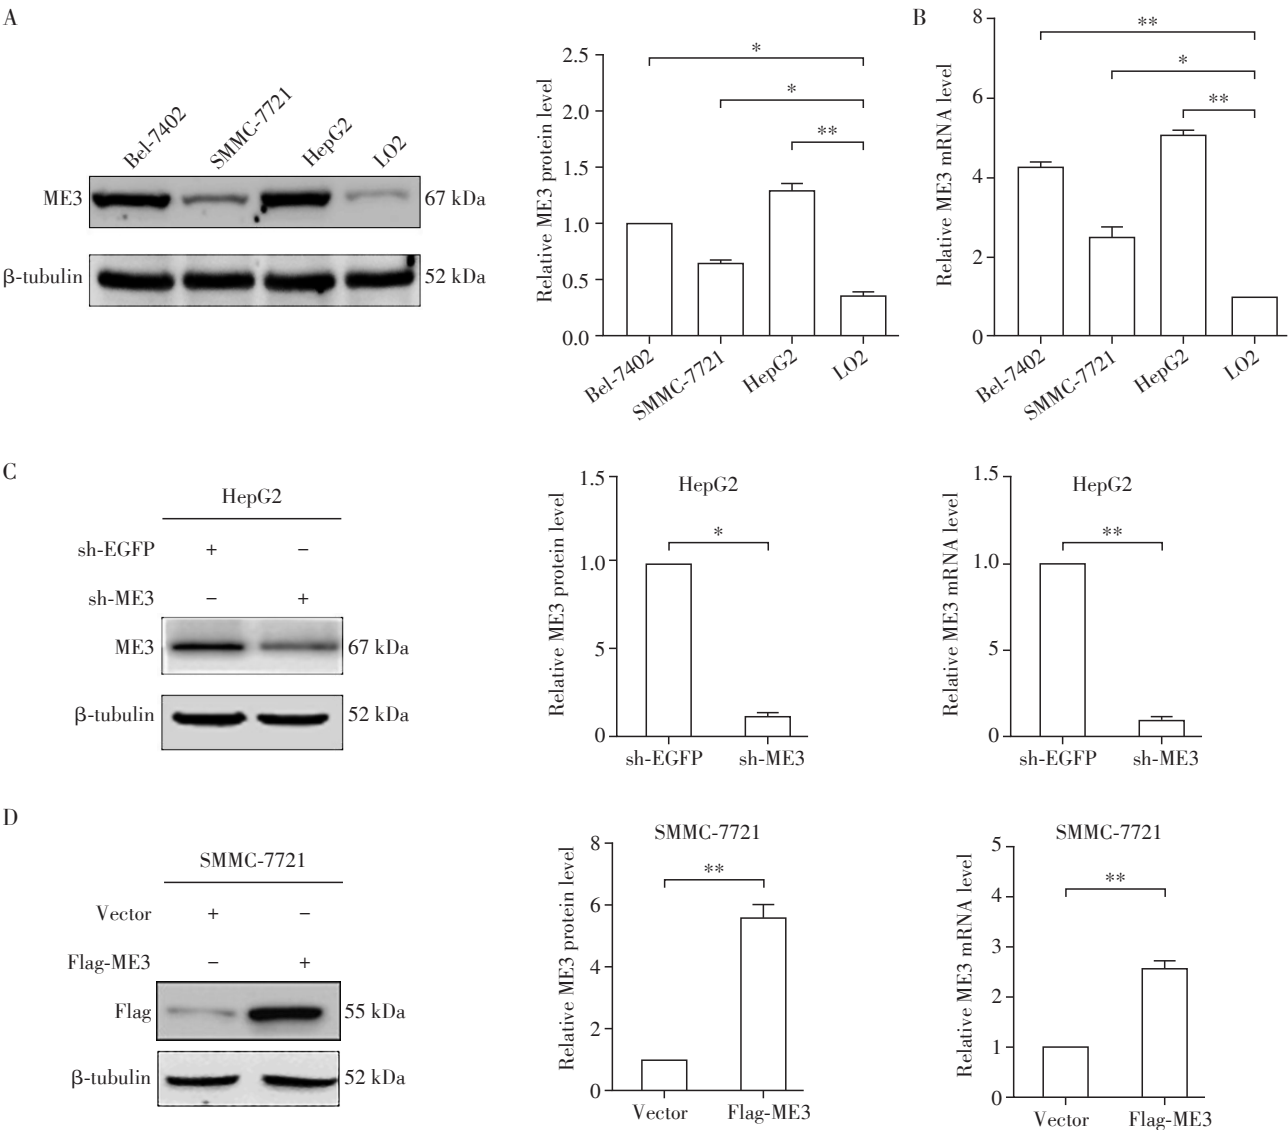 A
Bel-7402 SMMC-7721 HepG2 LO2
ME3 67 kDa
β-tubulin 52 kDa
Relative ME3 protein level
2.5
2.0
1.5
1.0
0.5
0.0
*
*
**
Bel-7402 SMMC-7721 HepG2 LO2
B
Relative ME3 mRNA level
8
6
4
2
0
**
*
**
Bel-7402 SMMC-7721 HepG2 LO2
C
HepG2
sh-EGFP + −
sh-ME3 − +
ME3 67 kDa
β-tubulin 52 kDa
HepG2
Relative ME3 protein level
1.5
1.0
5
0
*
sh-EGFP sh-ME3
HepG2
Relative ME3 mRNA level
1.5
1.0
5
0
**
sh-EGFP sh-ME3
D
SMMC-7721
Vector + −
Flag-ME3 − +
Flag 55 kDa
β-tubulin 52 kDa
SMMC-7721
Relative ME3 protein level
8
6
4
2
0
**
Vector Flag-ME3
SMMC-7721
Relative ME3 mRNA level
5
4
3
2
1
0
**
Vector Flag-ME3